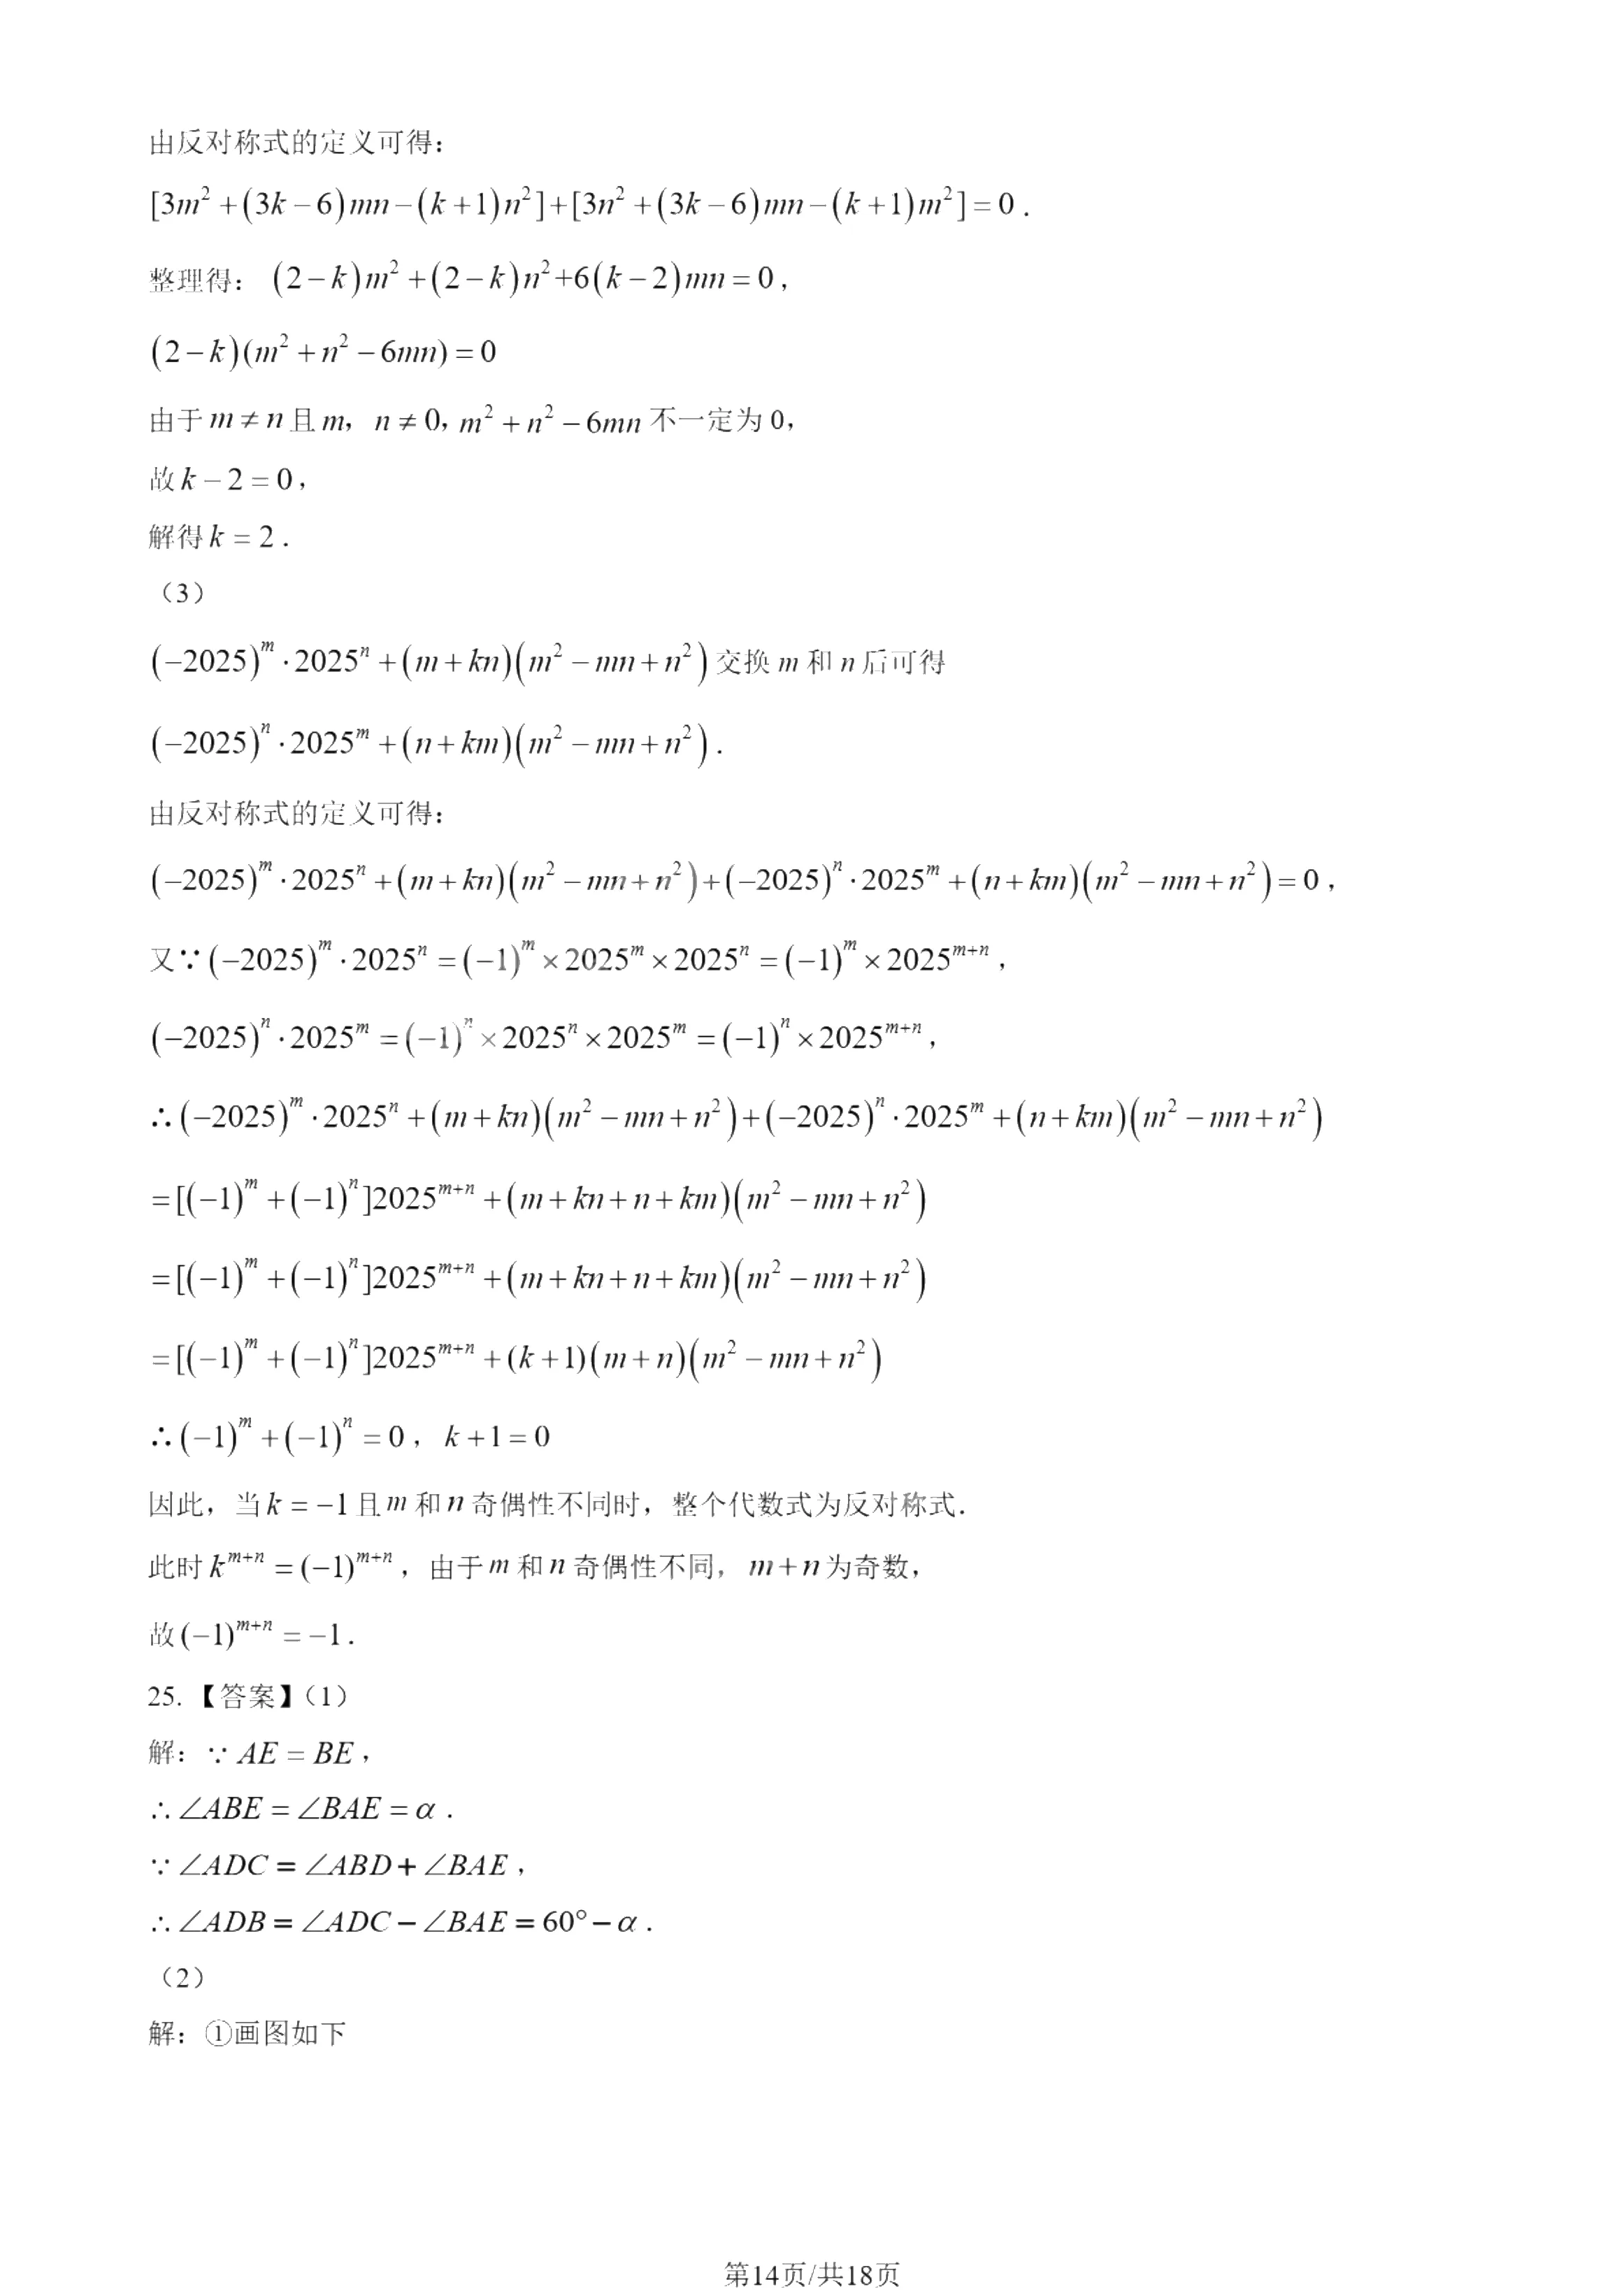 由反对称式的定义可得：
[3m² + (3k − 6)mn − (k + 1)n²] + [3n² + (3k − 6)mn − (k + 1)m²] = 0 .
整理得： (2 − k)m² + (2 − k)n² + 6(k − 2)mn = 0 ，
(2 − k)(m² + n² − 6mn) = 0
由于 m ≠ n 且 m， n ≠ 0， m² + n² − 6mn 不一定为 0，
故 k − 2 = 0，
解得 k = 2 .
（3）
(−2025)^m · 2025^n + (m + kn)(m² − mn + n²) 交换 m 和 n 后可得
(−2025)^n · 2025^m + (n + km)(m² − mn + n²) .
由反对称式的定义可得：
(−2025)^m · 2025^n + (m + kn)(m² − mn + n²) + (−2025)^n · 2025^m + (n + km)(m² − mn + n²) = 0 ，
又∵ (−2025)^m · 2025^n = (−1)^m × 2025^m × 2025^n = (−1)^m × 2025^(m+n) ，
(−2025)^n · 2025^m = (−1)^n × 2025^n × 2025^m = (−1)^n × 2025^(m+n) ，
∴ (−2025)^m · 2025^n + (m + kn)(m² − mn + n²) + (−2025)^n · 2025^m + (n + km)(m² − mn + n²)
= [(−1)^m + (−1)^n]2025^(m+n) + (m + kn + n + km)(m² − mn + n²)
= [(−1)^m + (−1)^n]2025^(m+n) + (m + kn + n + km)(m² − mn + n²)
= [(−1)^m + (−1)^n]2025^(m+n) + (k + 1)(m + n)(m² − mn + n²)
∴ (−1)^m + (−1)^n = 0 ， k + 1 = 0
因此，当 k = −1 且 m 和 n 奇偶性不同时，整个代数式为反对称式.
此时 k^(m+n) = (−1)^(m+n) ，由于 m 和 n 奇偶性不同， m + n 为奇数，
故 (−1)^(m+n) = −1 .
25. 【答案】（1）
解：∵ AE = BE ，
∴ ∠ABE = ∠BAE = α .
∵ ∠ADC = ∠ABD + ∠BAE ，
∴ ∠ADB = ∠ADC − ∠BAE = 60° − α .
（2）
解：①画图如下
第14页/共18页